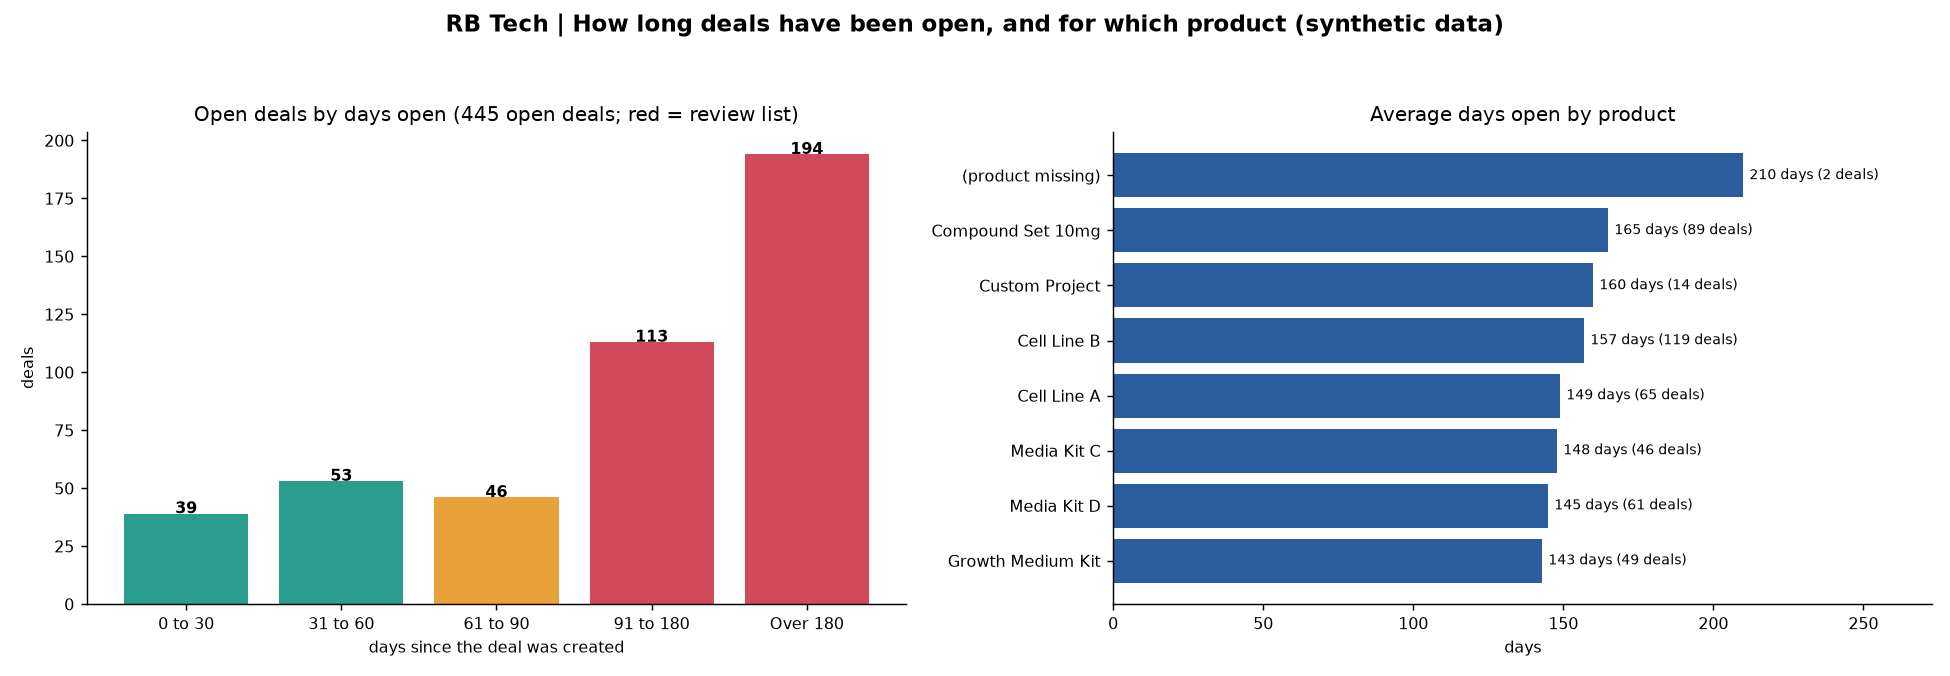 RB Tech | How long deals have been open, and for which product (synthetic data)
Open deals by days open (445 open deals; red = review list)
deals
200
175
150
125
100
75
50
25
0
39
53
46
113
194
0 to 30
31 to 60
61 to 90
91 to 180
Over 180
days since the deal was created
Average days open by product
(product missing) 210 days (2 deals)
Compound Set 10mg 165 days (89 deals)
Custom Project 160 days (14 deals)
Cell Line B 157 days (119 deals)
Cell Line A 149 days (65 deals)
Media Kit C 148 days (46 deals)
Media Kit D 145 days (61 deals)
Growth Medium Kit 143 days (49 deals)
0 50 100 150 200 250
days